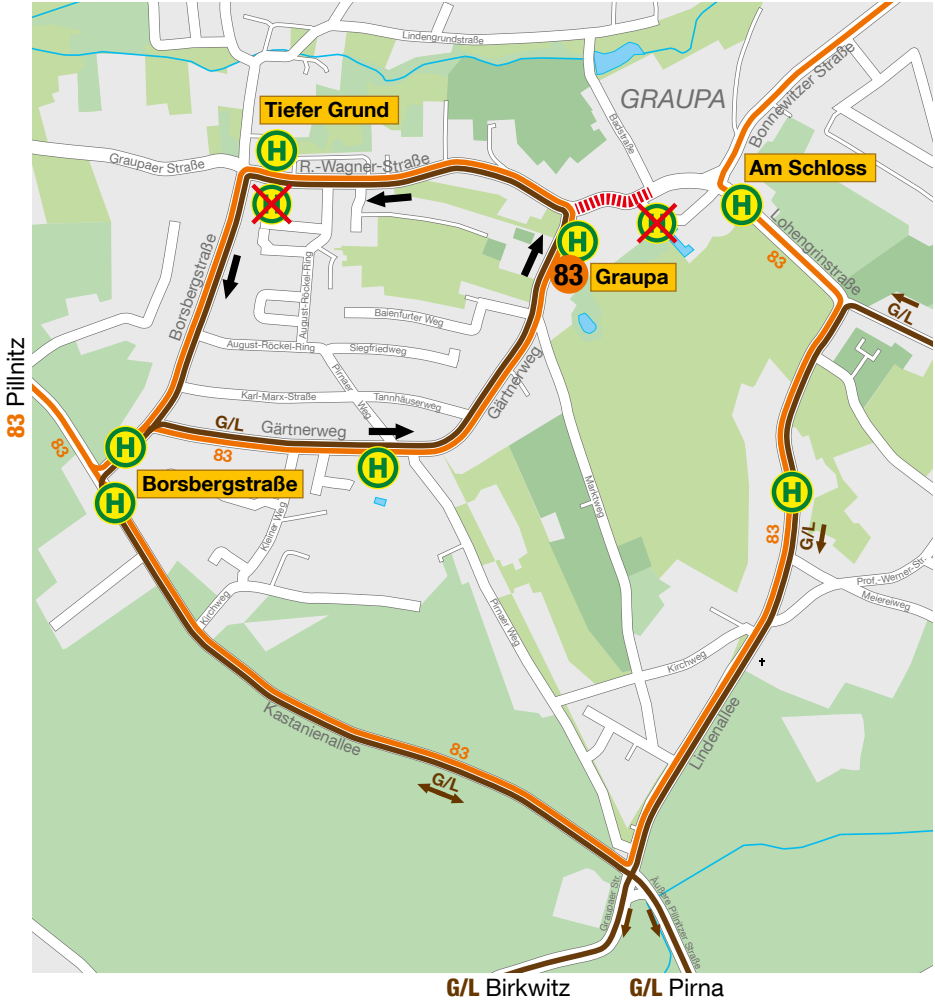 Lindengrundstraße
GRAUPA
Bonnewitzer Straße
Badstraße
Tiefer Grund
H
Graupaer Straße
R.-Wagner-Straße
Am Schloss
H
H
H
H
Lohengrinstraße
83
83 Graupa
G/L
Borsbergstraße
August-Röckel-Ring
Baienfurter Weg
August-Röckel-Ring
Siegfriedweg
Pirnaer Weg
Karl-Marx-Straße
Tannhäuserweg
Gärtnerweg
83 Pillnitz
83
G/L
Gärtnerweg
83
H
H
Borsbergstraße
H
H
H
Marktweg
83
G/L
Kleiner Weg
Kirchweg
Prof.-Werner-Str.
Meiereiweg
Pirnaer Weg
Kirchweg
Lindenallee
Kastanienallee
83
G/L
Graupaer Str.
Äußere Pillnitzer Straße
G/L Birkwitz
G/L Pirna